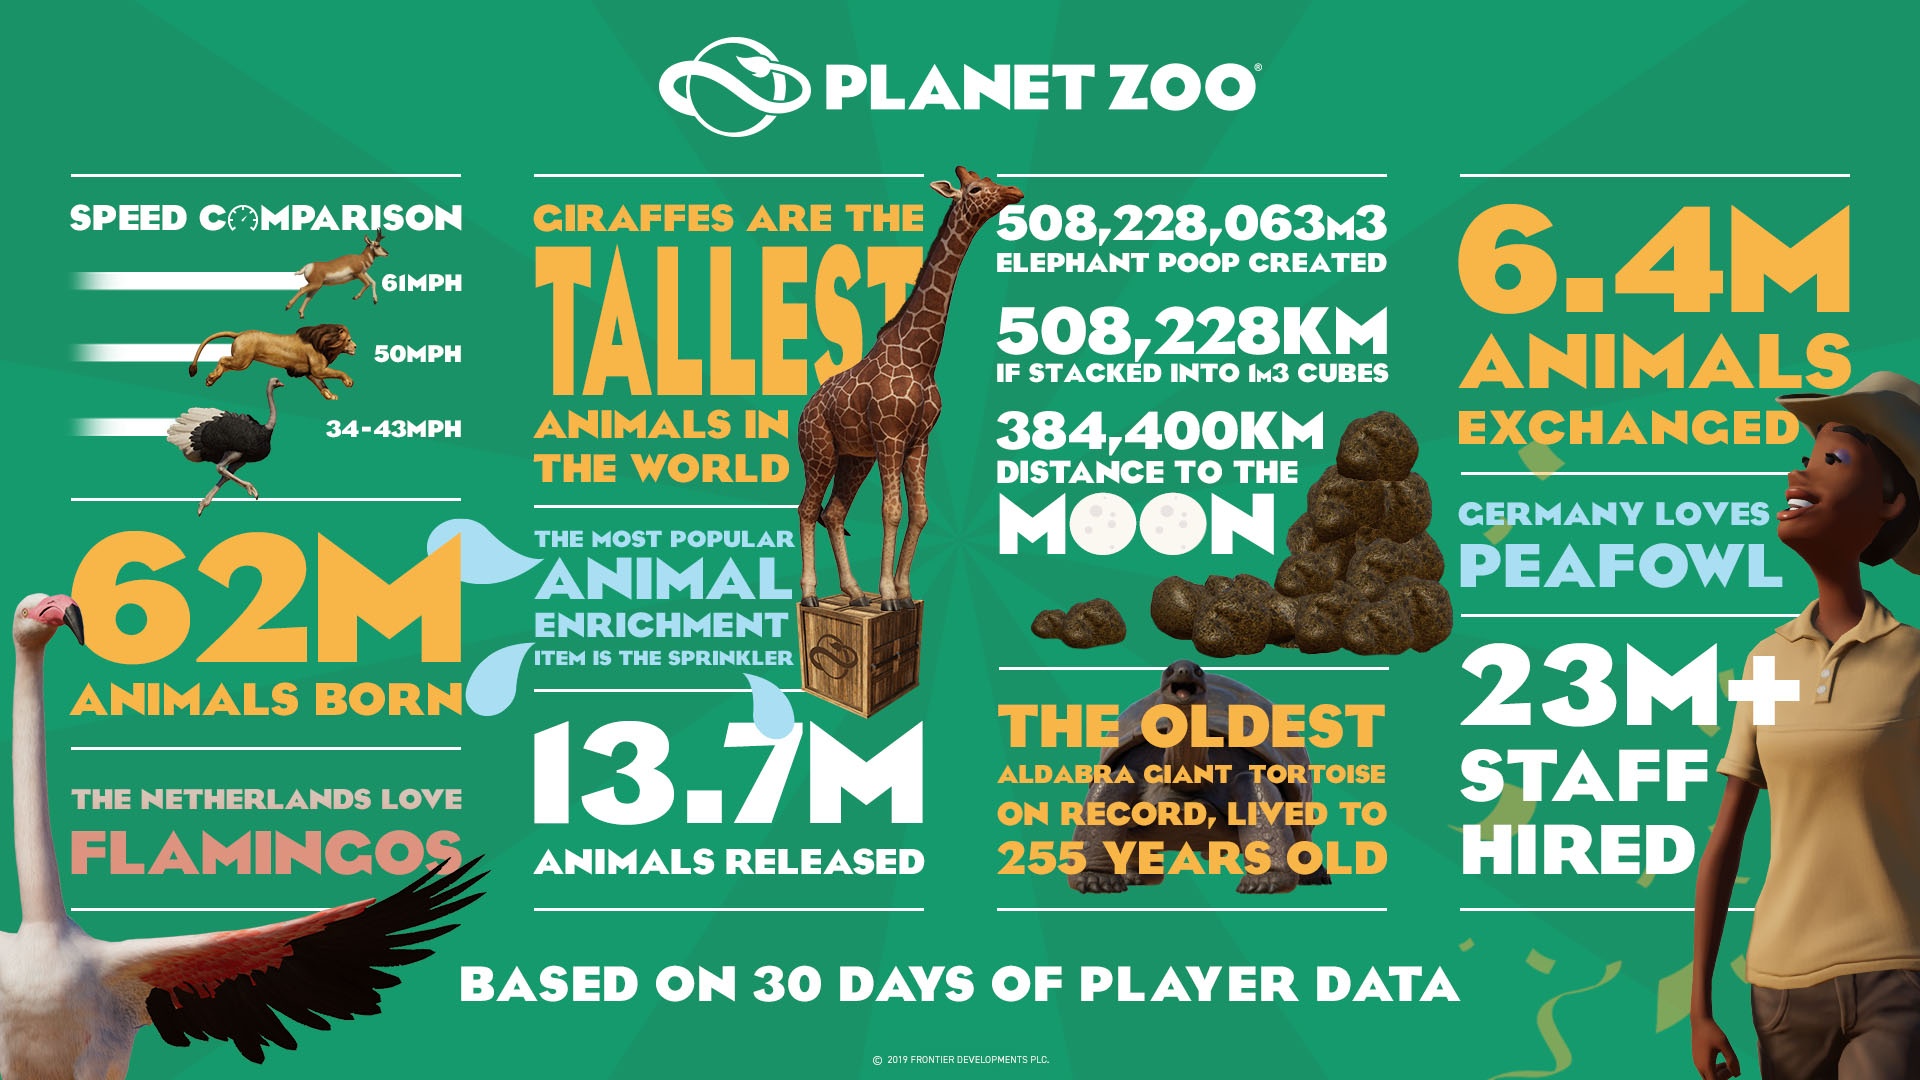 PLANET ZOO®
SPEED COMPARISON
61MPH
50MPH
34-43MPH
62M
ANIMALS BORN
THE NETHERLANDS LOVE
FLAMINGOS
GIRAFFES ARE THE
TALLEST
ANIMALS IN
THE WORLD
THE MOST POPULAR
ANIMAL
ENRICHMENT
ITEM IS THE SPRINKLER
13.7M
ANIMALS RELEASED
508,228,063M3
ELEPHANT POOP CREATED
508,228KM
IF STACKED INTO 1M3 CUBES
384,400KM
DISTANCE TO THE
MOON
THE OLDEST
ALDABRA GIANT TORTOISE
ON RECORD, LIVED TO
255 YEARS OLD
6.4M
ANIMALS
EXCHANGED
GERMANY LOVES
PEAFOWL
23M+
STAFF
HIRED
BASED ON 30 DAYS OF PLAYER DATA
© 2019 FRONTIER DEVELOPMENTS PLC.